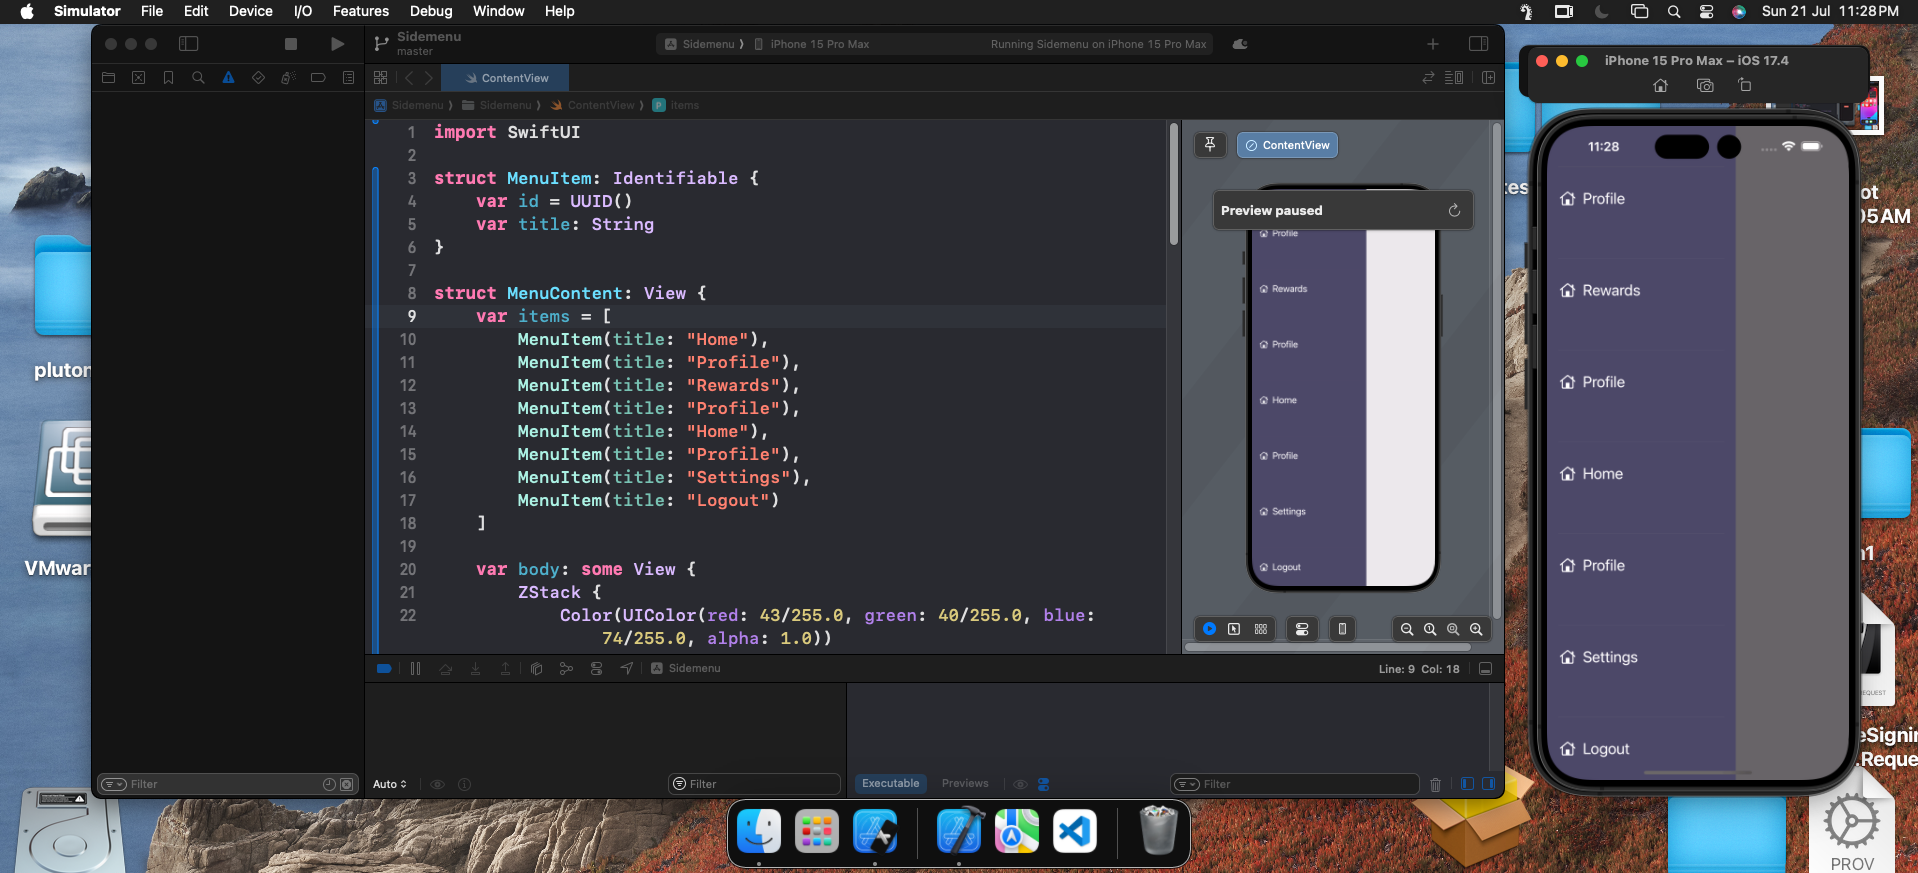 Simulator File Edit Device I/O Features Debug Window Help Sun 21 Jul 11:28 PM
Sidemenu
master
Sidemenu iPhone 15 Pro Max Running Sidemenu on iPhone 15 Pro Max
ContentView
Sidemenu Sidemenu ContentView P items
1 import SwiftUI
2
3 struct MenuItem: Identifiable {
4 var id = UUID()
5 var title: String
6 }
7
8 struct MenuContent: View {
9 var items = [
10 MenuItem(title: "Home"),
11 MenuItem(title: "Profile"),
12 MenuItem(title: "Rewards"),
13 MenuItem(title: "Profile"),
14 MenuItem(title: "Home"),
15 MenuItem(title: "Profile"),
16 MenuItem(title: "Settings"),
17 MenuItem(title: "Logout")
18 ]
19
20 var body: some View {
21 ZStack {
22 Color(UIColor(red: 43/255.0, green: 40/255.0, blue:
74/255.0, alpha: 1.0))
ContentView
Preview paused
Profile
Rewards
Profile
Home
Profile
Settings
Logout
Sidemenu
Line: 9 Col: 18
Filter
Auto
Filter
Executable Previews
Filter
iPhone 15 Pro Max – iOS 17.4
11:28
Profile
Rewards
Profile
Home
Profile
Settings
Logout
pluton
VMwar
tes
ot
05 AM
n1
QUEST
eSignin
.Reque
PROV